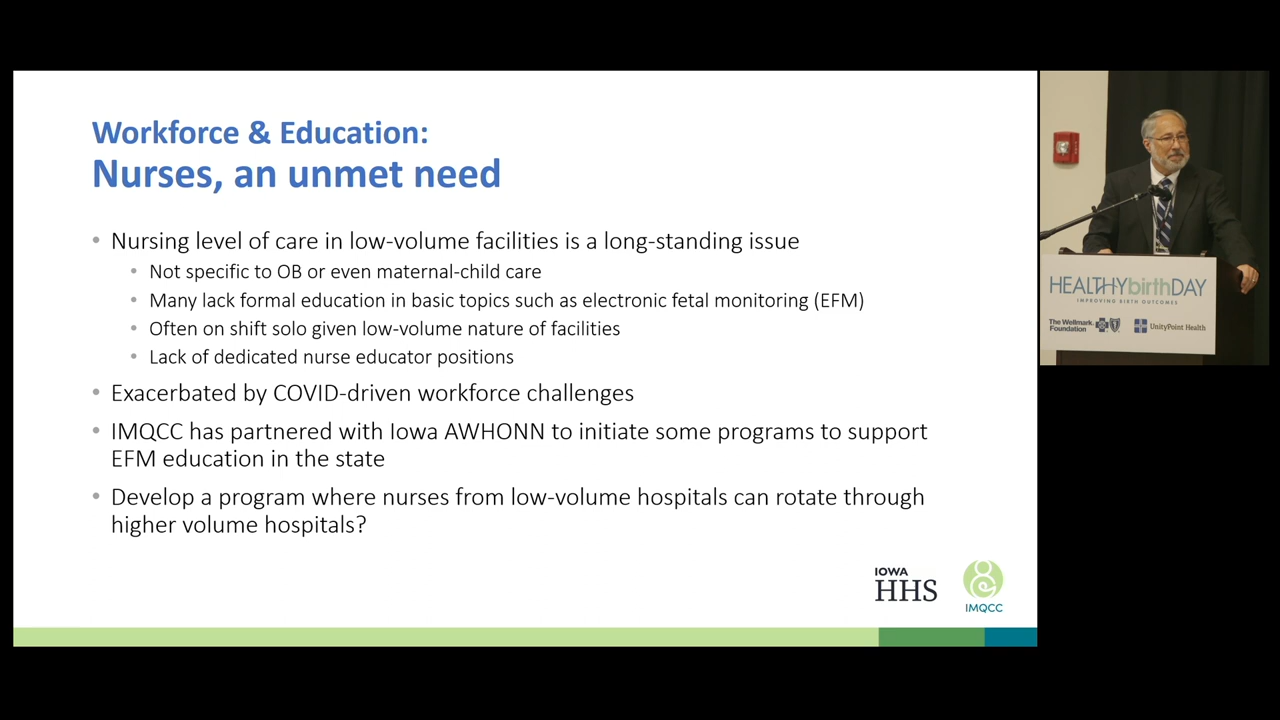 Workforce & Education:
Nurses, an unmet need
• Nursing level of care in low-volume facilities is a long-standing issue
• Not specific to OB or even maternal-child care
• Many lack formal education in basic topics such as electronic fetal monitoring (EFM)
• Often on shift solo given low-volume nature of facilities
• Lack of dedicated nurse educator positions
• Exacerbated by COVID-driven workforce challenges
• IMQCC has partnered with Iowa AWHONN to initiate some programs to support
EFM education in the state
• Develop a program where nurses from low-volume hospitals can rotate through
higher volume hospitals?
IOWA
HHS
IMQCC
HEALTHYbirthDAY
IMPROVING BIRTH OUTCOMES
The Wellmark
Foundation
UnityPoint Health